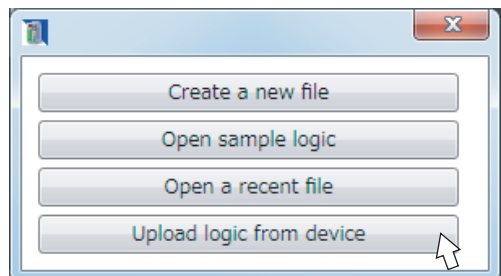 Create a new file
Open sample logic
Open a recent file
Upload logic from device